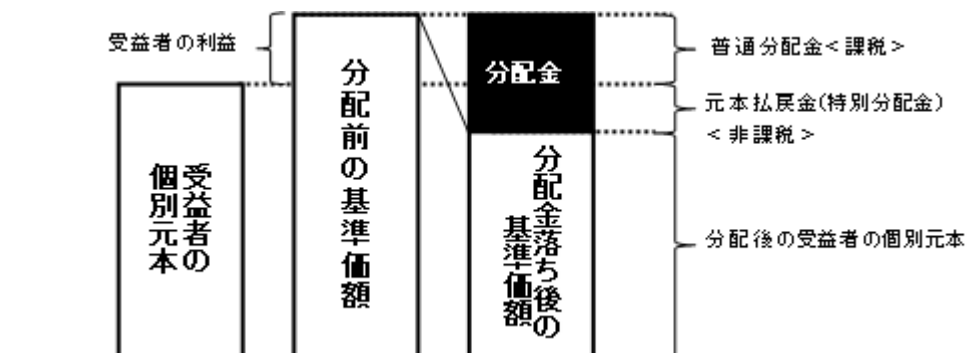 受益者の利益
受益者の
個別元本
分配前の基準価額
分配金
分配金落ち後の
基準価額
普通分配金<課税>
元本払戻金(特別分配金)
<非課税>
分配後の受益者の個別元本